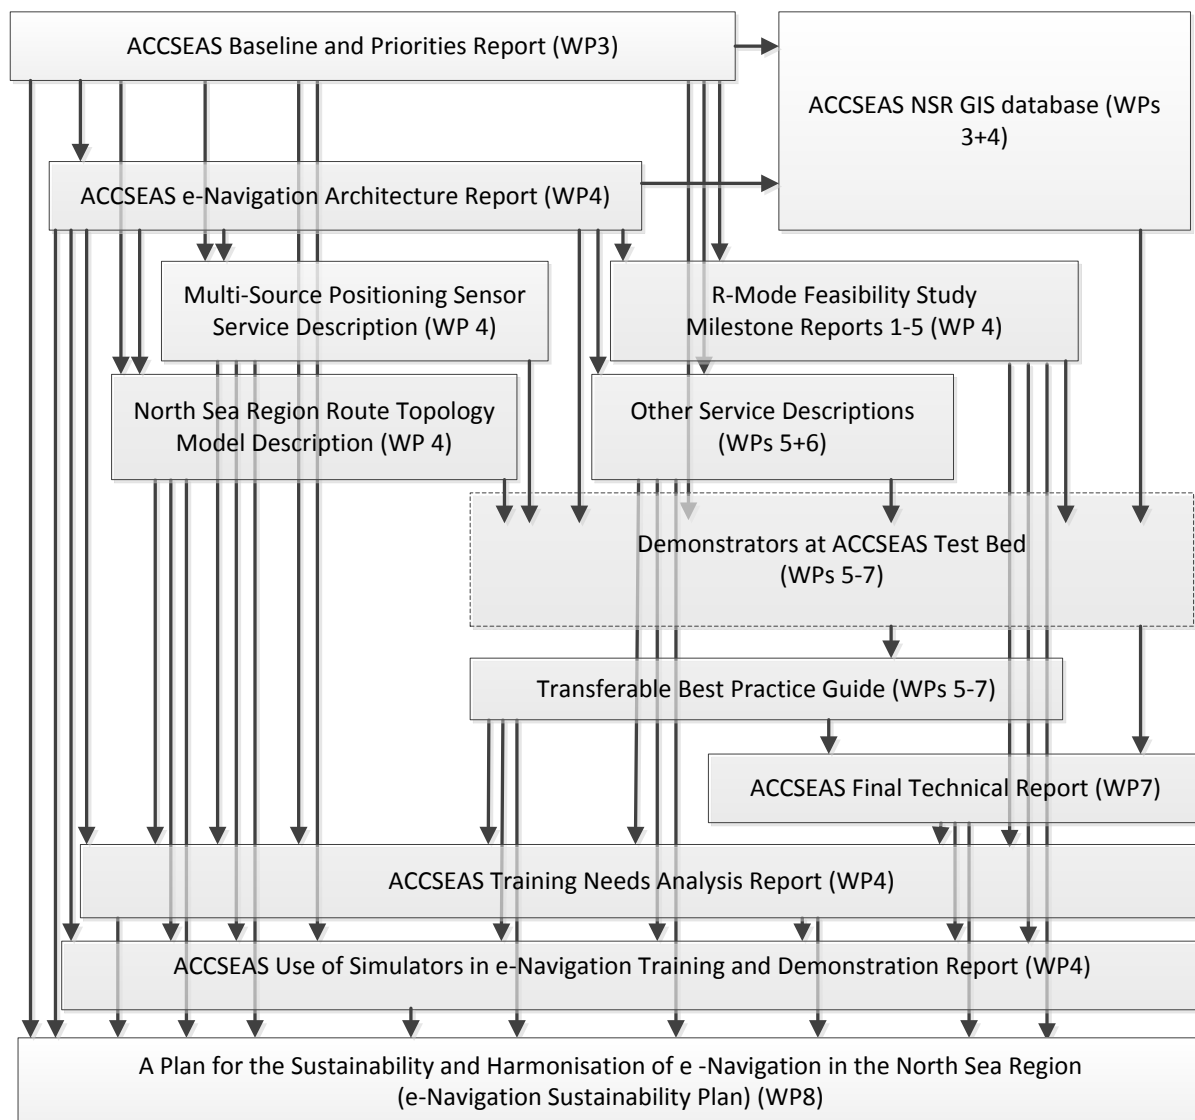 ACCSEAS Baseline and Priorities Report (WP3)
ACCSEAS NSR GIS database (WPs
3+4)
ACCSEAS e-Navigation Architecture Report (WP4)
Multi-Source Positioning Sensor
Service Description (WP 4)
R-Mode Feasibility Study
Milestone Reports 1-5 (WP 4)
North Sea Region Route Topology
Model Description (WP 4)
Other Service Descriptions
(WPs 5+6)
Demonstrators at ACCSEAS Test Bed
(WPs 5-7)
Transferable Best Practice Guide (WPs 5-7)
ACCSEAS Final Technical Report (WP7)
ACCSEAS Training Needs Analysis Report (WP4)
ACCSEAS Use of Simulators in e-Navigation Training and Demonstration Report (WP4)
A Plan for the Sustainability and Harmonisation of e -Navigation in the North Sea Region
(e-Navigation Sustainability Plan) (WP8)